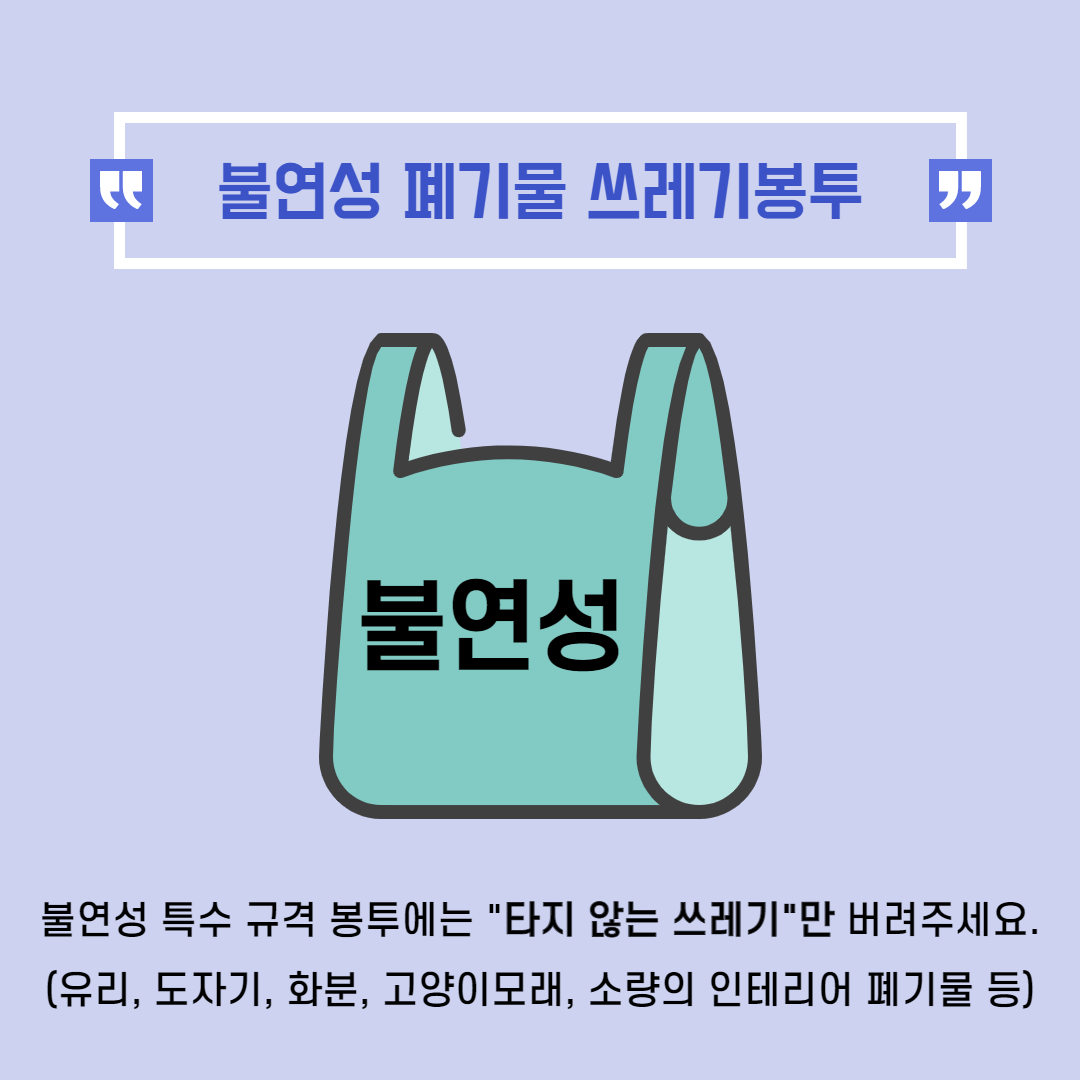 불연성 폐기물 쓰레기봉투
불연성
불연성 특수 규격 봉투에는 "타지 않는 쓰레기"만 버려주세요.
(유리, 도자기, 화분, 고양이모래, 소량의 인테리어 폐기물 등)